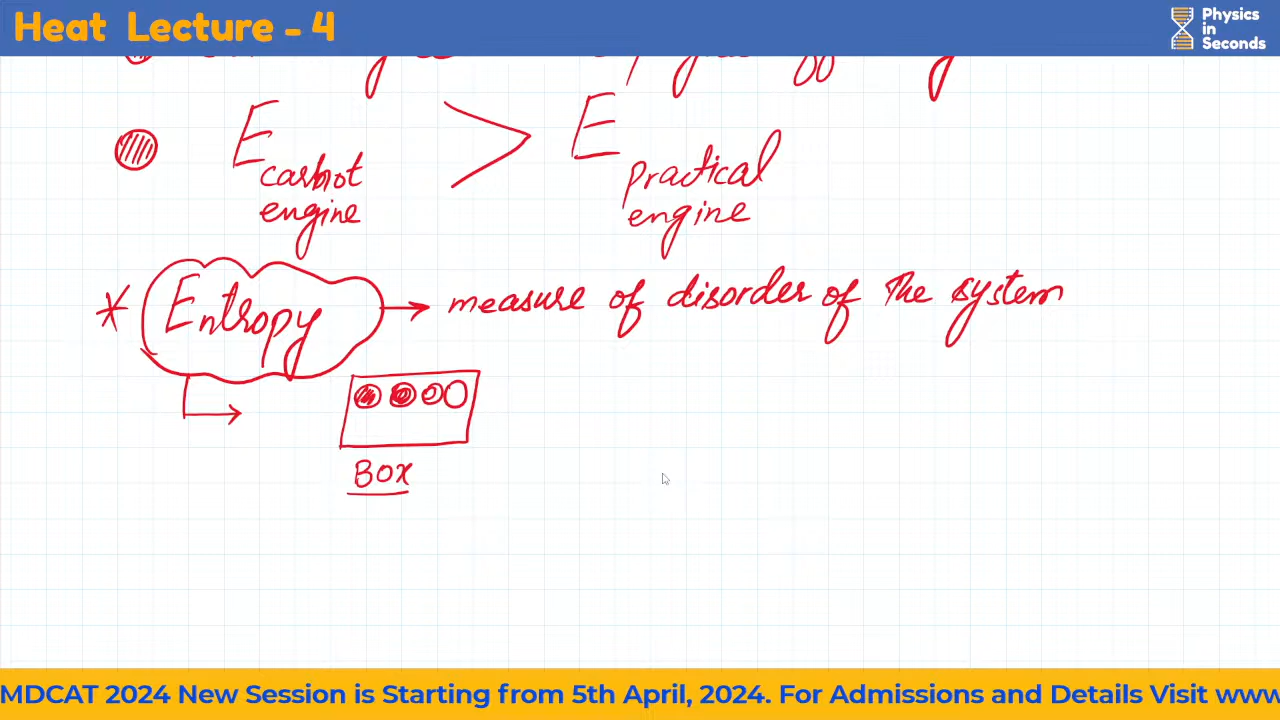 Heat Lecture - 4
Physics
in
Seconds
E carnot engine > E practical engine
* Entropy → measure of disorder of the system
BOX
MDCAT 2024 New Session is Starting from 5th April, 2024. For Admissions and Details Visit www